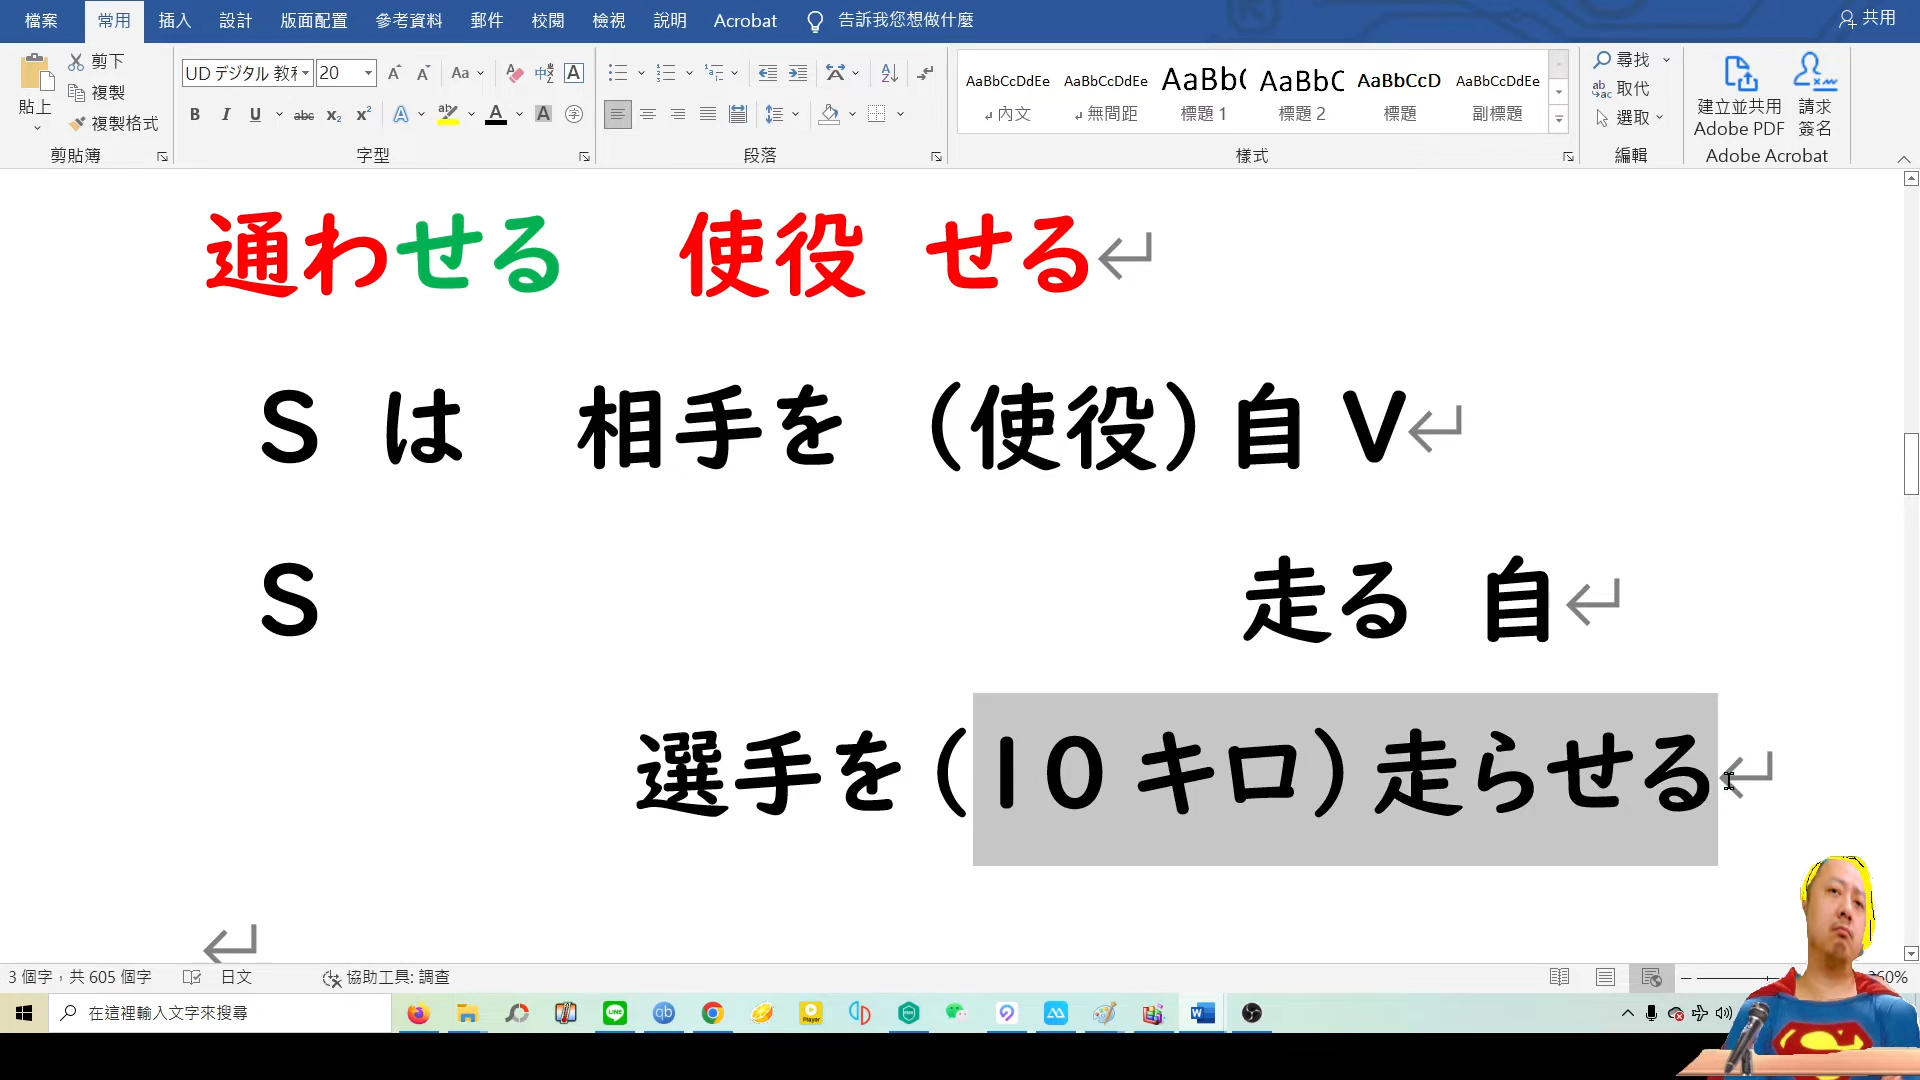 檔案 常用 插入 設計 版面配置 參考資料 郵件 校閱 檢視 說明 Acrobat 告訴我您想做什麼 共用
貼上 剪下 複製 複製格式 剪貼簿
UD デジタル 教 20
字型
段落
AaBbCcDdEe AaBbCcDdEe AaBb( AaBbC AaBbCcD AaBbCcDdEe
內文 無間距 標題 1 標題 2 標題 副標題
樣式
尋找 取代 選取 編輯
建立並共用 Adobe PDF 請求 簽名
Adobe Acrobat
通わせる 使役 せる
S は 相手を (使役)自 V
S 走る 自
選手を(10キロ)走らせる
3 個字，共 605 個字 日文 協助工具: 調查
在這裡輸入文字來搜尋